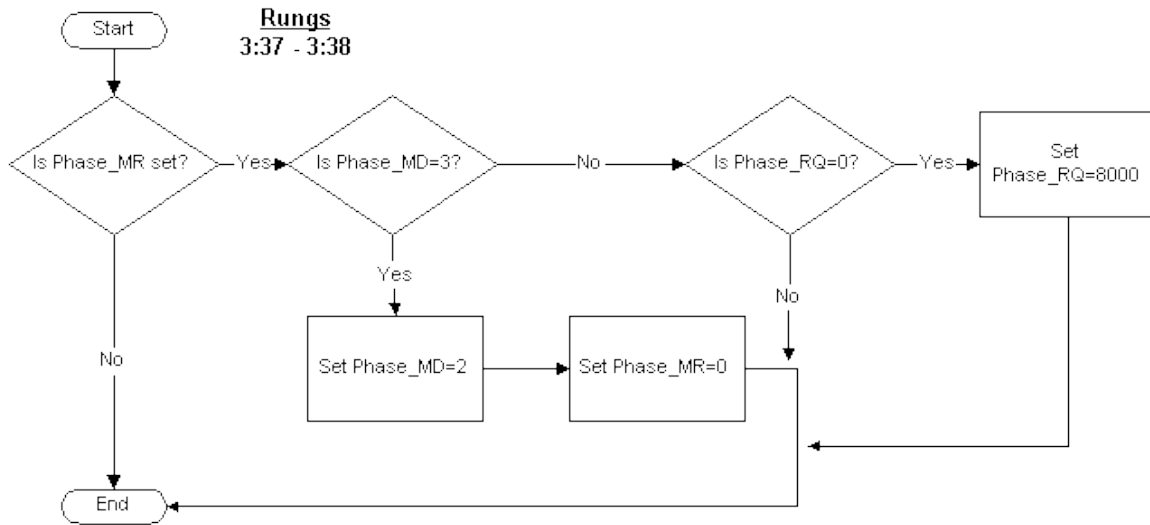 Start
Rungs
3:37 - 3:38
Is Phase_MR set?
Yes
Is Phase_MD=3?
No
Is Phase_RQ=0?
Yes
Set
Phase_RQ=8000
Yes
No
No
Set Phase_MD=2
Set Phase_MR=0
End